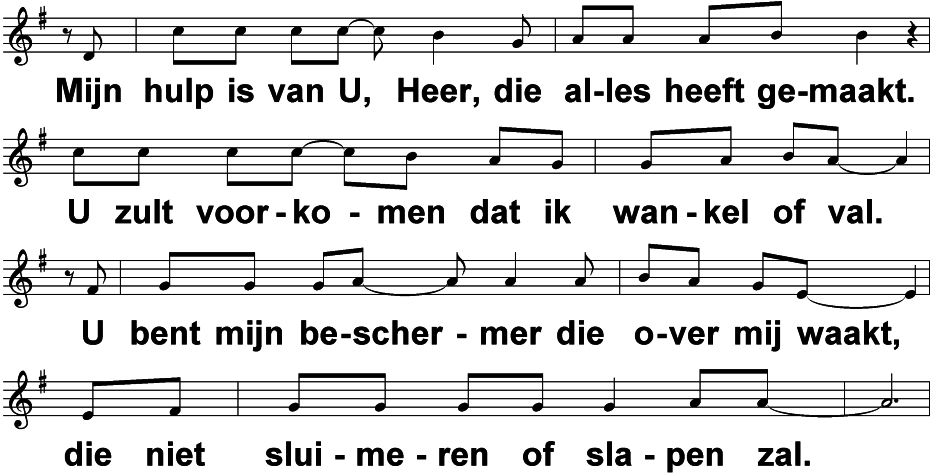 Mijn hulp is van U, Heer, die al-les heeft ge-maakt.
U zult voor-ko-men dat ik wan-kel of val.
U bent mijn be-scher-mer die o-ver mij waakt,
die niet slui-me-ren of sla-pen zal.